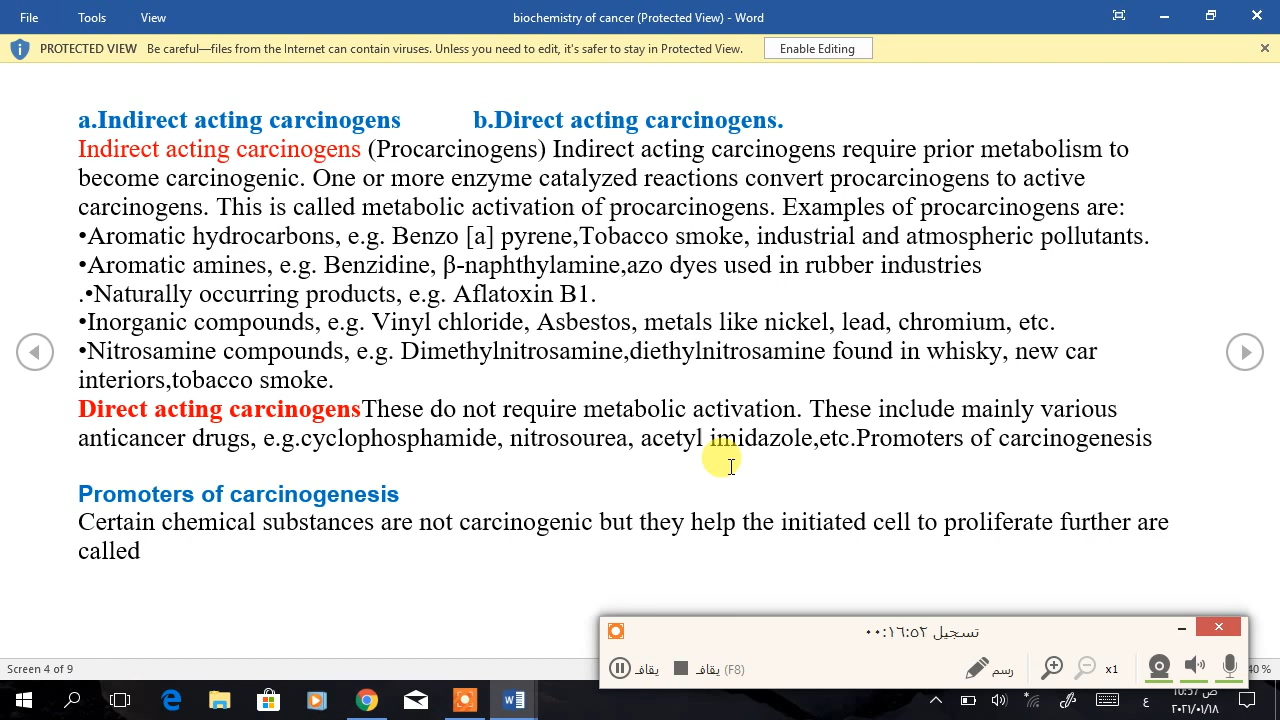 File Tools View biochemistry of cancer (Protected View) - Word
PROTECTED VIEW Be careful—files from the Internet can contain viruses. Unless you need to edit, it's safer to stay in Protected View. Enable Editing
a.Indirect acting carcinogens b.Direct acting carcinogens.
Indirect acting carcinogens (Procarcinogens) Indirect acting carcinogens require prior metabolism to
become carcinogenic. One or more enzyme catalyzed reactions convert procarcinogens to active
carcinogens. This is called metabolic activation of procarcinogens. Examples of procarcinogens are:
•Aromatic hydrocarbons, e.g. Benzo [a] pyrene,Tobacco smoke, industrial and atmospheric pollutants.
•Aromatic amines, e.g. Benzidine, β-naphthylamine,azo dyes used in rubber industries
.•Naturally occurring products, e.g. Aflatoxin B1.
•Inorganic compounds, e.g. Vinyl chloride, Asbestos, metals like nickel, lead, chromium, etc.
•Nitrosamine compounds, e.g. Dimethylnitrosamine,diethylnitrosamine found in whisky, new car
interiors,tobacco smoke.
Direct acting carcinogensThese do not require metabolic activation. These include mainly various
anticancer drugs, e.g.cyclophosphamide, nitrosourea, acetyl imidazole,etc.Promoters of carcinogenesis
Promoters of carcinogenesis
Certain chemical substances are not carcinogenic but they help the initiated cell to proliferate further are
called
تسجيل ٠٠:١٦:٥٢
يقاف يقاف (F8) رسم x1
Screen 4 of 9 40 %
ع ١٠:٥٧ ص
٢٠٢١/٠١/١٨